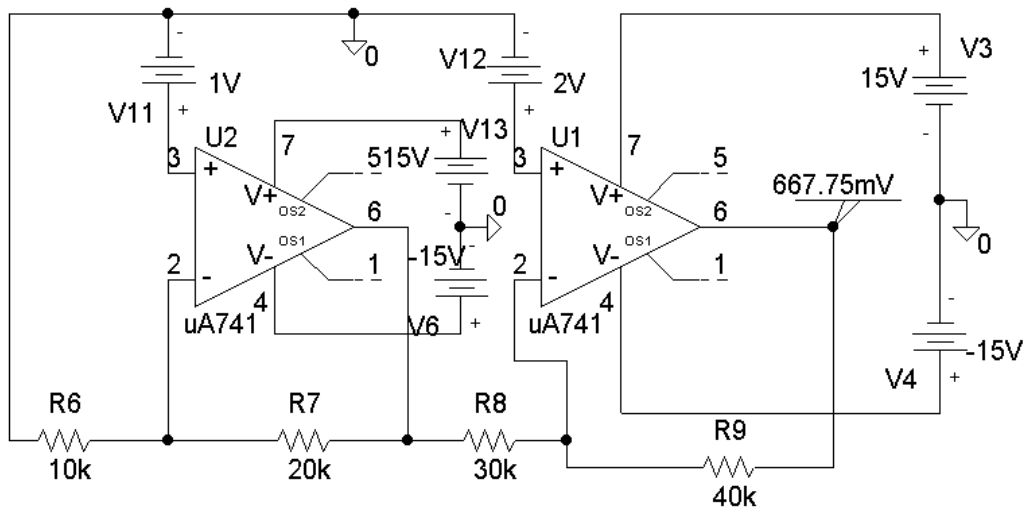 -
0
-
V12
-
+
V3
15V
1V
2V
V11
+
+
-
U2
7
+
V13
U1
7
3
+
V+
515V
OS2
6
-
0
3
+
V+
5
OS2
6
667.75mV
0
2
-
V-
OS1
1
-15V
-
2
-
V-
OS1
1
-
4
uA741
V6
+
4
uA741
-15V
V4
+
R6
10k
R7
20k
R8
30k
R9
40k